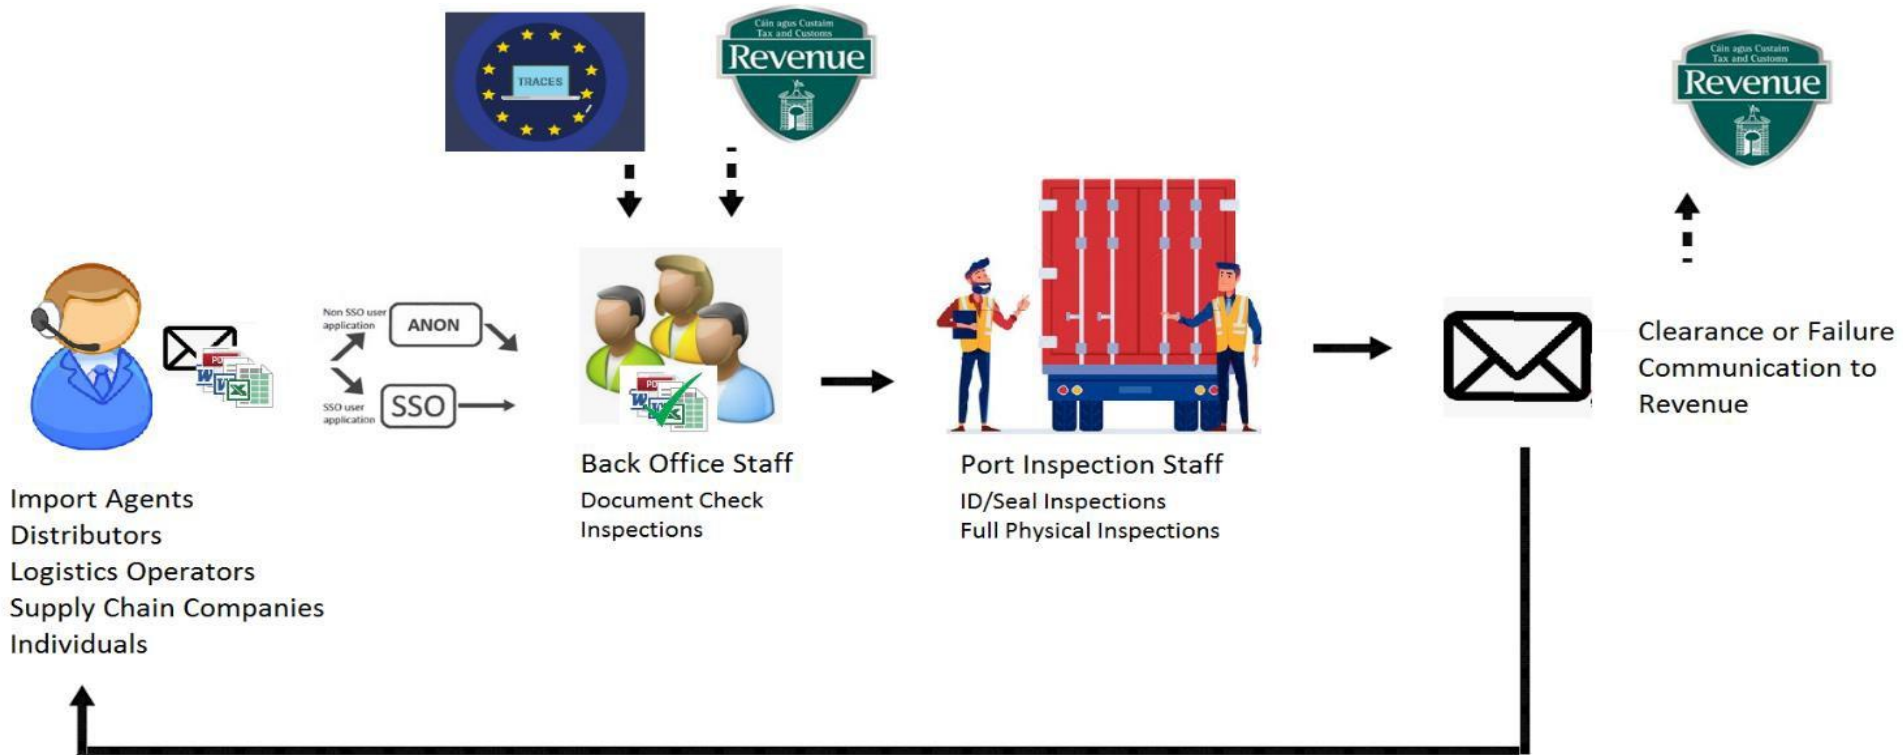 TRACES
Cáin agus Custaim
Tax and Customs
Revenue
Cáin agus Custaim
Tax and Customs
Revenue
Non SSO user
application
ANON
SSO user
application
SSO
PDF
W
W
X
PD
W
W
X
Back Office Staff
Document Check
Inspections
Port Inspection Staff
ID/Seal Inspections
Full Physical Inspections
Clearance or Failure
Communication to
Revenue
Import Agents
Distributors
Logistics Operators
Supply Chain Companies
Individuals